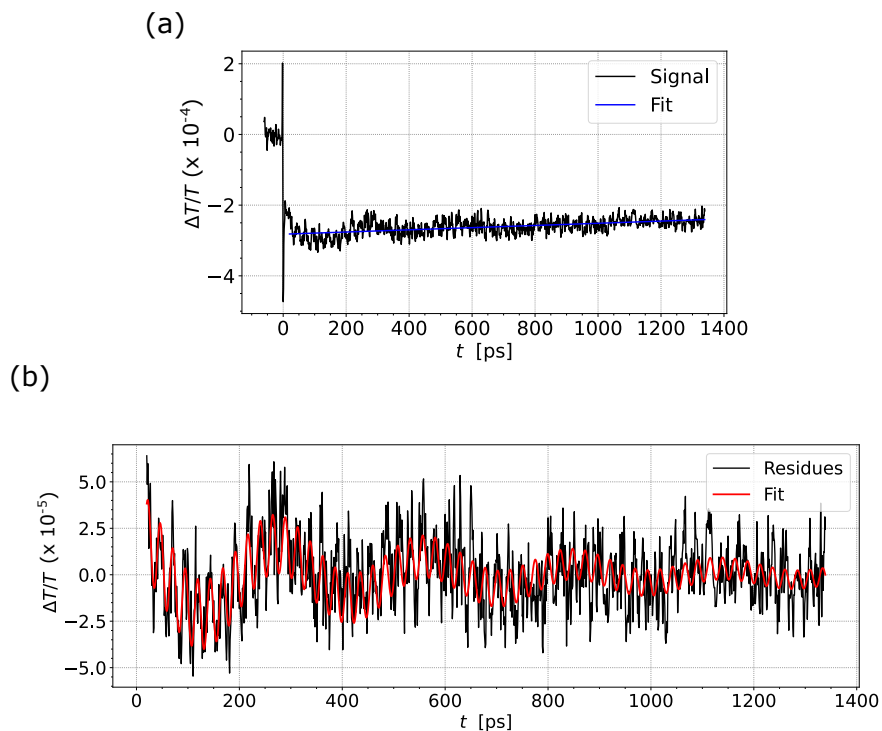 (a)
2
0
−2
−4
ΔT/T (x 10⁻⁴)
Signal
Fit
0 200 400 600 800 1000 1200 1400
t [ps]
(b)
5.0
2.5
0.0
−2.5
−5.0
ΔT/T (x 10⁻⁵)
Residues
Fit
0 200 400 600 800 1000 1200 1400
t [ps]